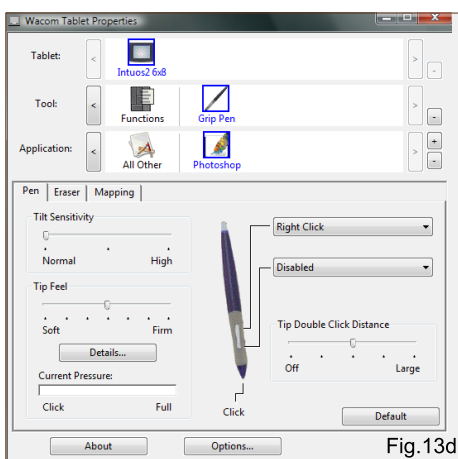 Wacom Tablet Properties
Tablet:
<
Intuos2 6x8
>
-
Tool:
<
Functions
Grip Pen
>
-
Application:
<
All Other
Photoshop
>
+
-
Pen
Eraser
Mapping
Tilt Sensitivity
Normal
High
Right Click
Disabled
Tip Feel
Soft
Firm
Details...
Current Pressure:
Click
Full
Click
Tip Double Click Distance
Off
Large
Default
About
Options...
Fig.13d